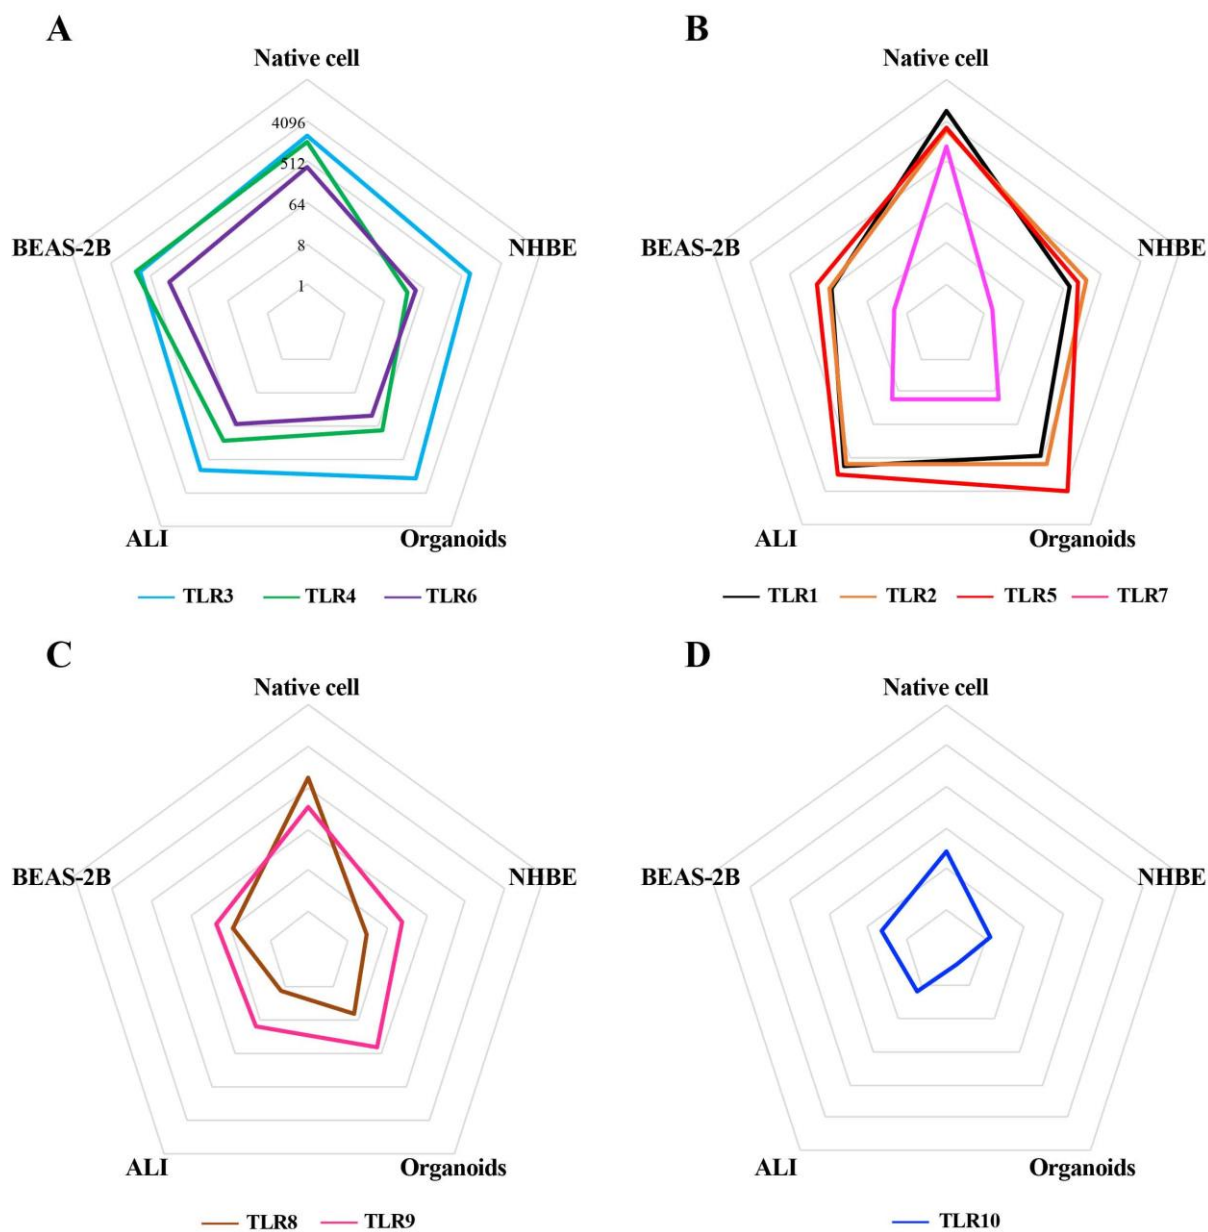 A
Native cell
4096
512
64
8
1
BEAS-2B
NHBE
ALI
Organoids
TLR3 TLR4 TLR6
B
Native cell
BEAS-2B
NHBE
ALI
Organoids
TLR1 TLR2 TLR5 TLR7
C
Native cell
BEAS-2B
NHBE
ALI
Organoids
TLR8 TLR9
D
Native cell
BEAS-2B
NHBE
ALI
Organoids
TLR10